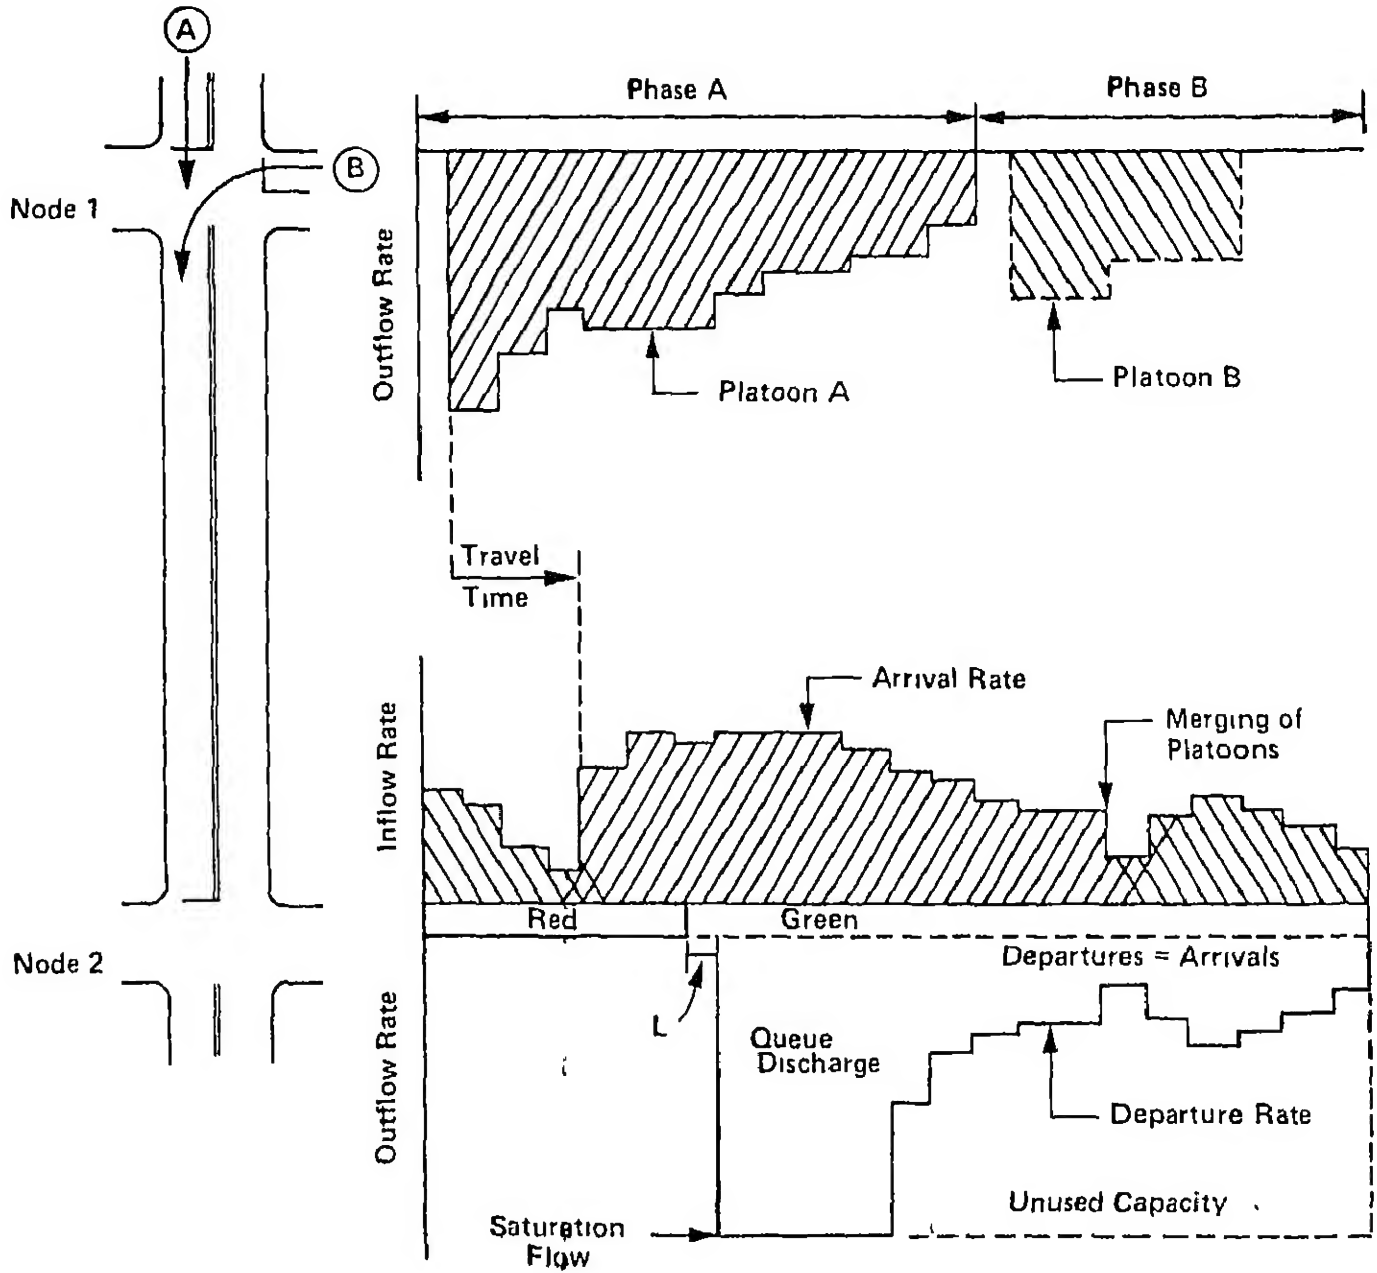 A
Phase A
Phase B
B
Node 1
Outflow Rate
Platoon A
Platoon B
Travel
Time
Arrival Rate
Merging of
Platoons
Inflow Rate
Red
Green
Node 2
Departures = Arrivals
L
Queue
Discharge
Outflow Rate
Departure Rate
Unused Capacity
Saturation
Flow